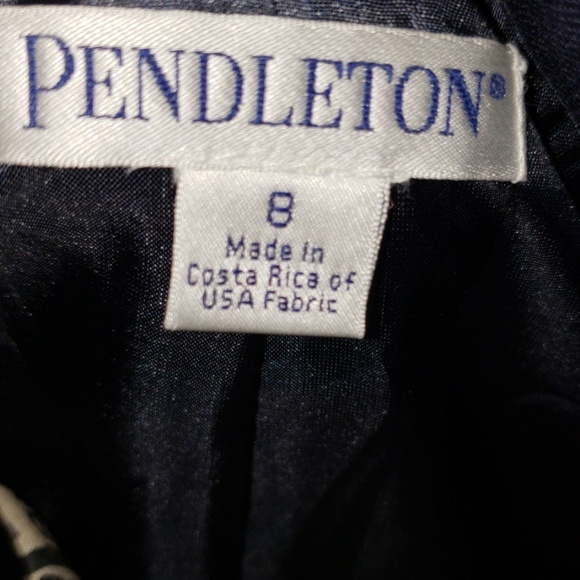 PENDLETON®
8
Made in
Costa Rica of
USA Fabric